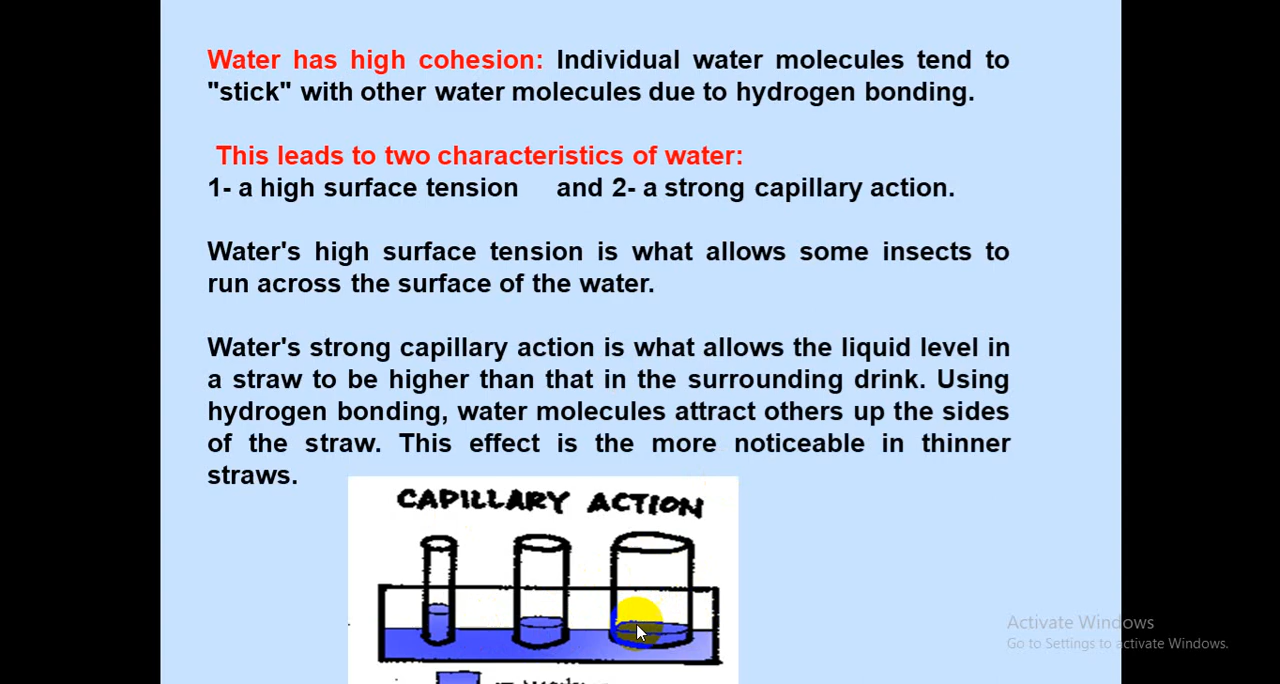 Water has high cohesion: Individual water molecules tend to
"stick" with other water molecules due to hydrogen bonding.
This leads to two characteristics of water:
1- a high surface tension and 2- a strong capillary action.
Water's high surface tension is what allows some insects to
run across the surface of the water.
Water's strong capillary action is what allows the liquid level in
a straw to be higher than that in the surrounding drink. Using
hydrogen bonding, water molecules attract others up the sides
of the straw. This effect is the more noticeable in thinner
straws.
CAPILLARY ACTION
Activate Windows
Go to Settings to activate Windows.